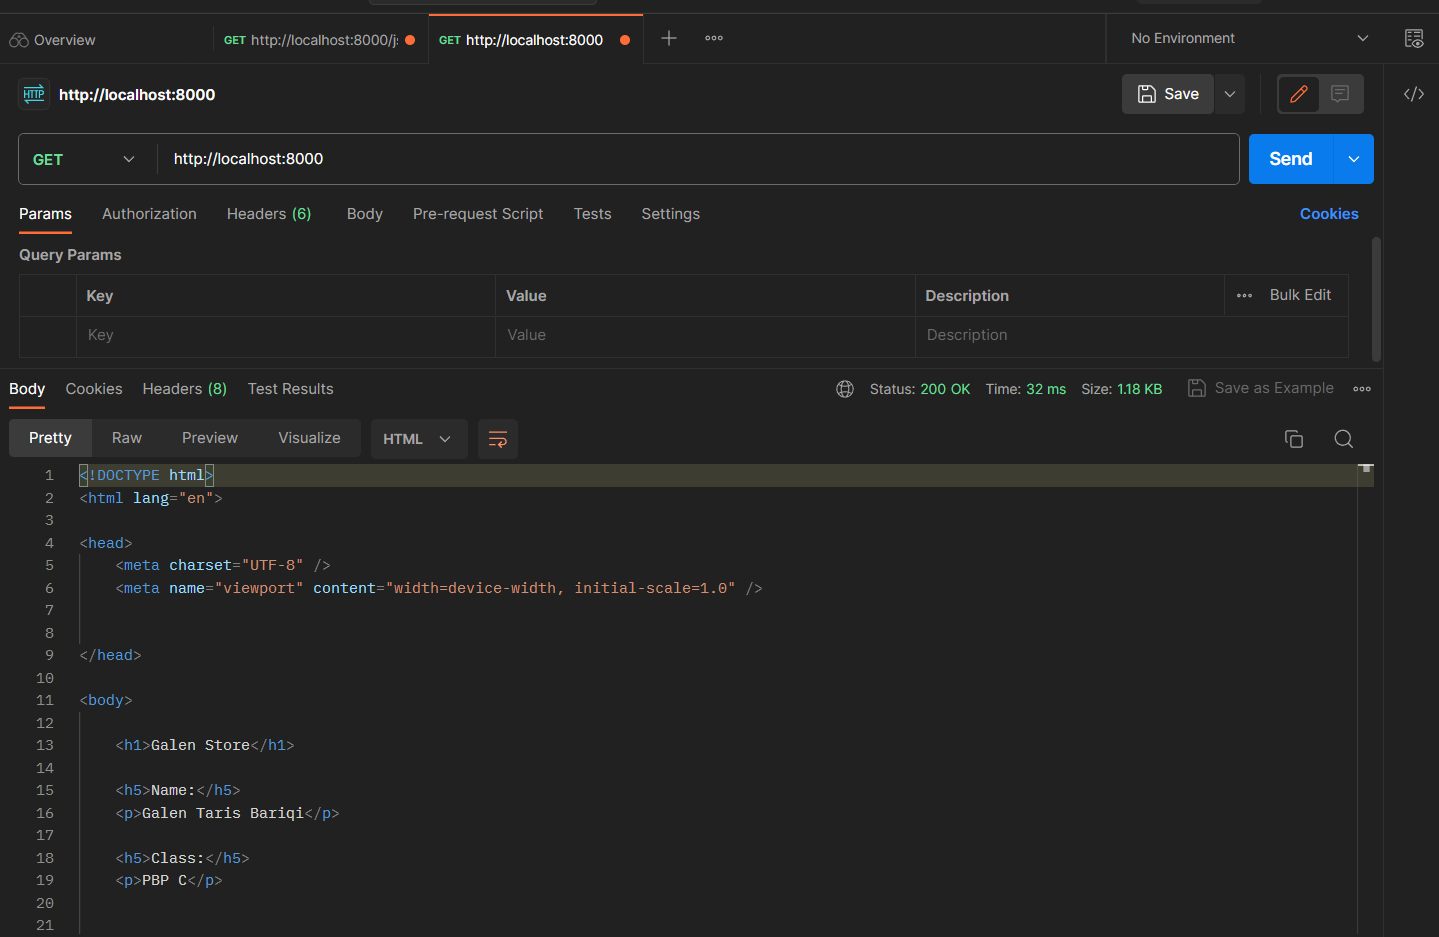 Overview
GET http://localhost:8000/js
GET http://localhost:8000
No Environment
HTTP http://localhost:8000
Save
GET http://localhost:8000
Send
Params Authorization Headers (6) Body Pre-request Script Tests Settings Cookies
Query Params
Key Value Description Bulk Edit
Key Value Description
Body Cookies Headers (8) Test Results Status: 200 OK Time: 32 ms Size: 1.18 KB Save as Example
Pretty Raw Preview Visualize HTML
1 <!DOCTYPE html>
2 <html lang="en">
3
4 <head>
5 <meta charset="UTF-8" />
6 <meta name="viewport" content="width=device-width, initial-scale=1.0" />
7
8
9 </head>
10
11 <body>
12
13 <h1>Galen Store</h1>
14
15 <h5>Name:</h5>
16 <p>Galen Taris Bariqi</p>
17
18 <h5>Class:</h5>
19 <p>PBP C</p>
20
21